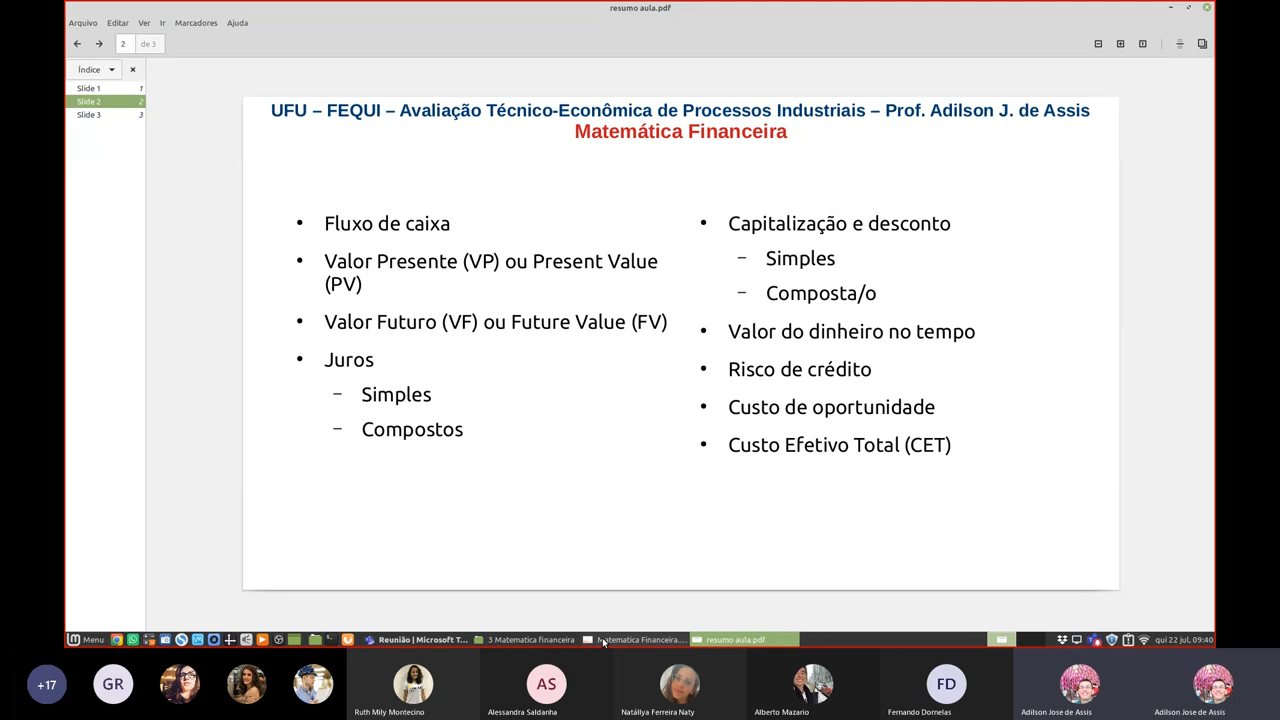 resumo aula.pdf
Arquivo Editar Ver Ir Marcadores Ajuda
2 de 3
Índice
Slide 1 1
Slide 2 2
Slide 3 3
UFU – FEQUI – Avaliação Técnico-Econômica de Processos Industriais – Prof. Adilson J. de Assis
Matemática Financeira
• Fluxo de caixa
• Valor Presente (VP) ou Present Value
(PV)
• Valor Futuro (VF) ou Future Value (FV)
• Juros
– Simples
– Compostos
• Capitalização e desconto
– Simples
– Composta/o
• Valor do dinheiro no tempo
• Risco de crédito
• Custo de oportunidade
• Custo Efetivo Total (CET)
Menu Reunião | Microsoft T... 3 Matematica financeira Matematica Financeira.... resumo aula.pdf qui 22 jul, 09:40
+17 GR AS FD
Ruth Mily Montecino Alessandra Saldanha Natállya Ferreira Naty Alberto Mazario Fernando Dornelas Adilson Jose de Assis Adilson Jose de Assis